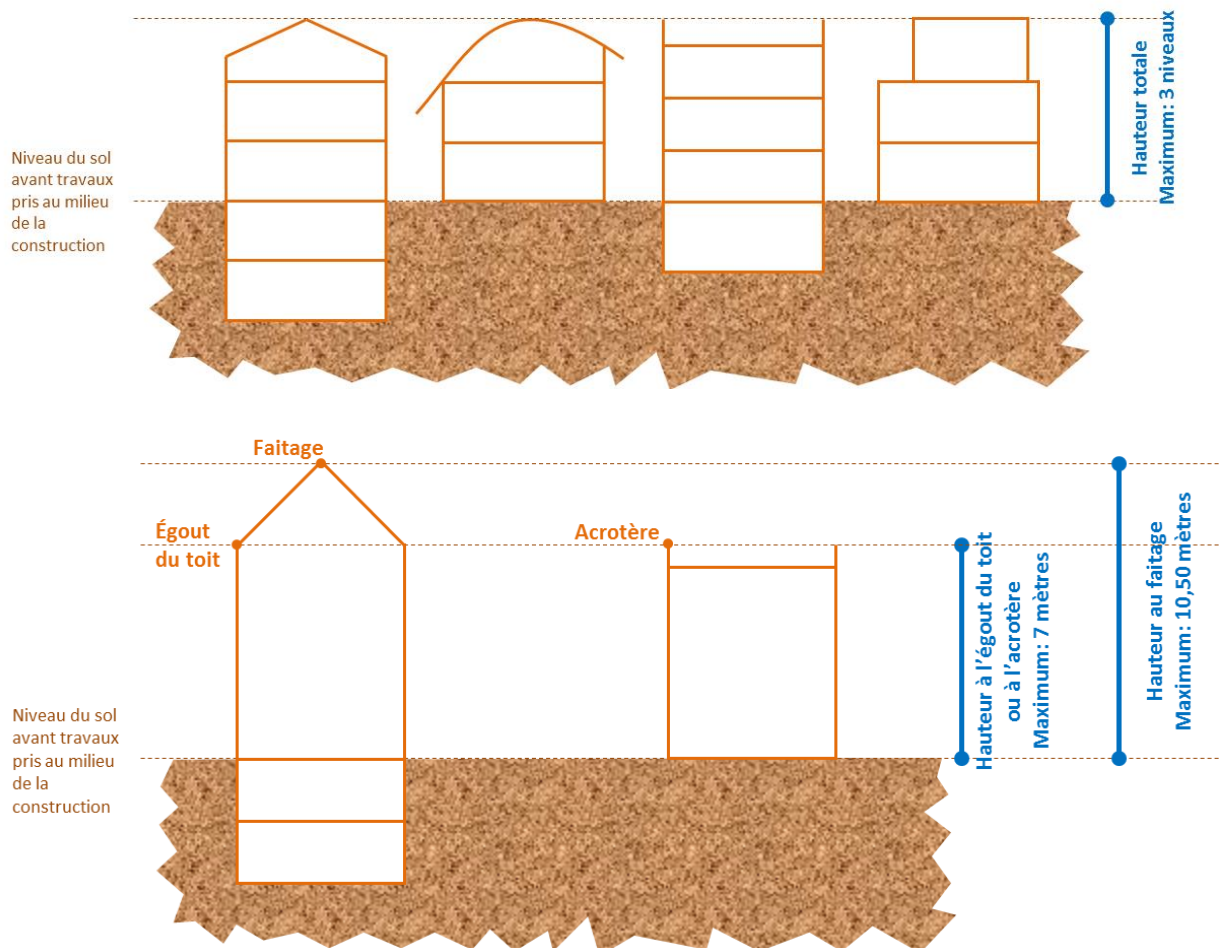 Niveau du sol
avant travaux
pris au milieu
de la
construction
Hauteur totale
Maximum: 3 niveaux
Faitage
Égout
du toit
Acrotère
Hauteur à l'égout du toit
ou à l'acrotère
Maximum: 7 mètres
Hauteur au faitage
Maximum: 10,50 mètres
Niveau du sol
avant travaux
pris au milieu
de la
construction